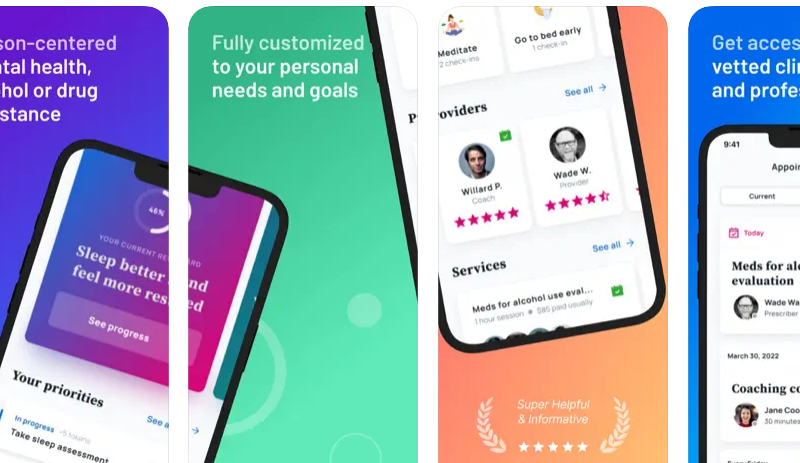 son-centered
tal health,
hol or drug
stance
46%
YOUR CURRENT REWARD
Sleep better and
feel more rested
See progress
Your priorities
In progress ~5 tokens
Take sleep assessment
See a
Fully customized
to your personal
needs and goals
Meditate
2 check-ins
Go to bed early
1 check-in
oviders
See all →
Willard P.
Coach
Wade W.
Provider
Services
See all →
Meds for alcohol use eval...
1 hour session • $85 paid usually
Super Helpful
& Informative
Get acces
vetted cli
and profes
9:41
Appoi
Current
Today
Meds for alc
evaluation
Wade Wa
Prescriber
March 30, 2022
Coaching co
Jane Coo
30 minutes